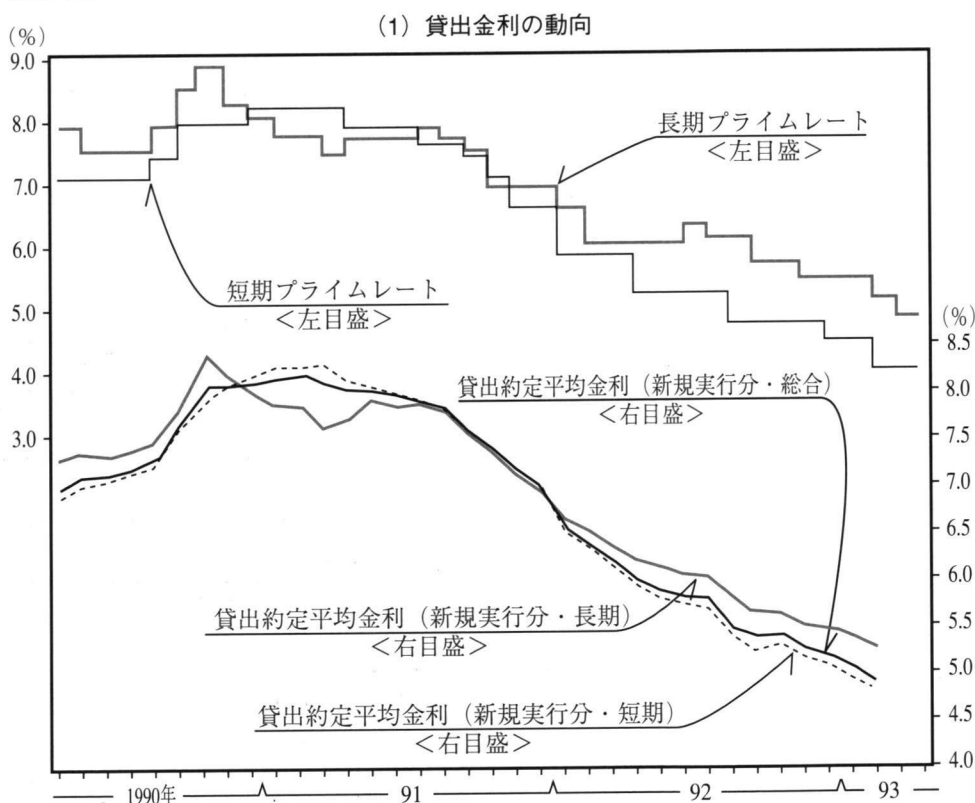 (1) 貸出金利の動向
(%)
9.0
8.0
7.0
6.0
5.0
4.0
3.0
長期プライムレート
<左目盛>
短期プライムレート
<左目盛>
(%)
8.5
8.0
7.5
7.0
6.5
6.0
5.5
5.0
4.5
4.0
貸出約定平均金利(新規実行分・総合)
<右目盛>
貸出約定平均金利(新規実行分・長期)
<右目盛>
貸出約定平均金利(新規実行分・短期)
<右目盛>
1990年 91 92 93